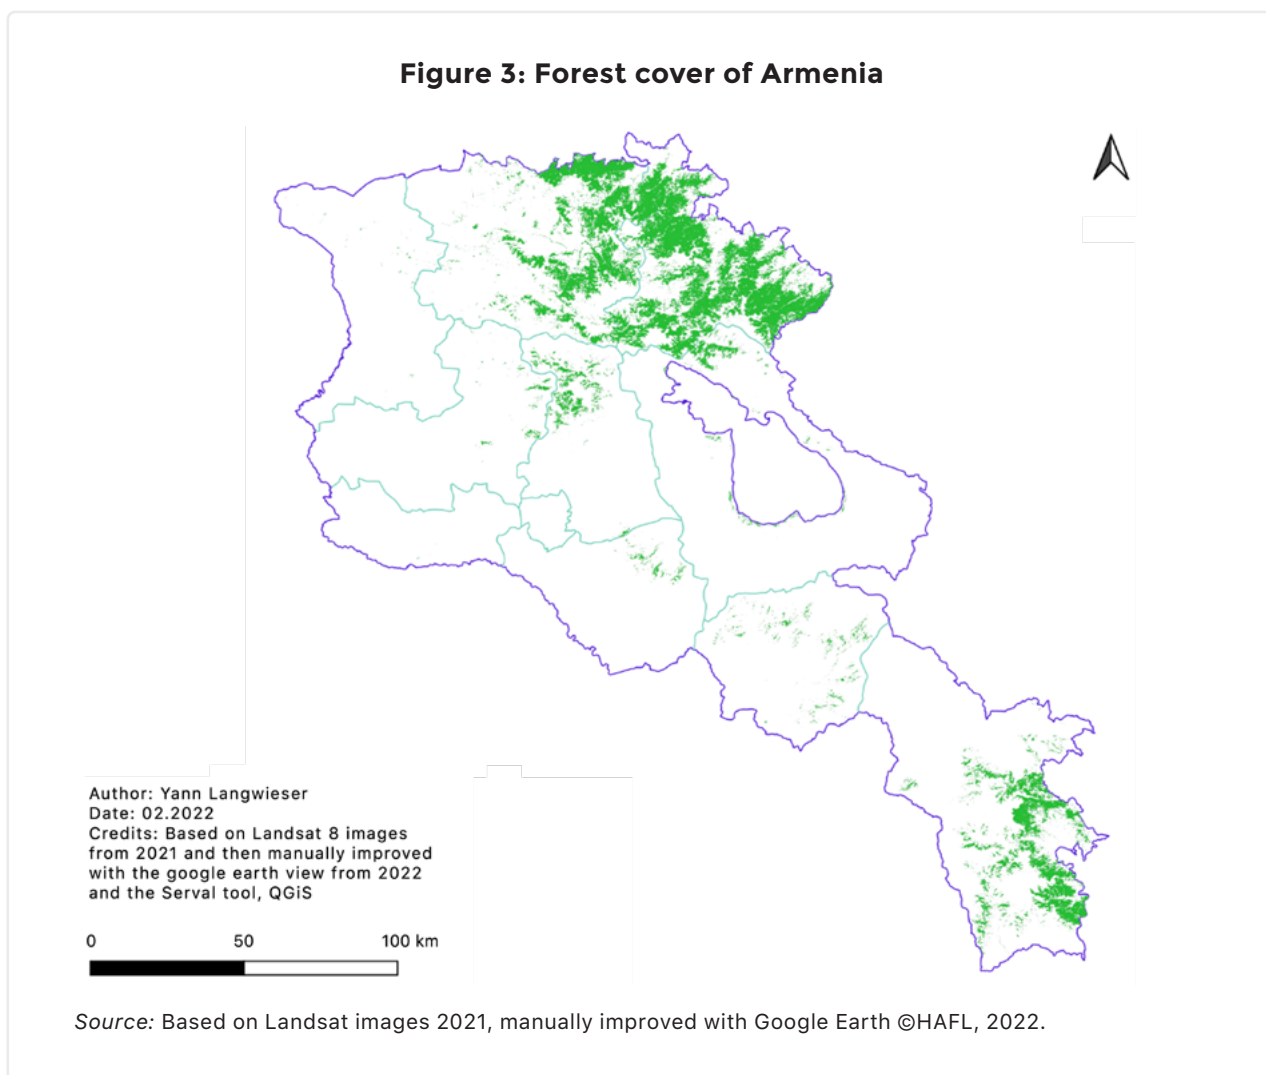 Figure 3: Forest cover of Armenia
Author: Yann Langwieser
Date: 02.2022
Credits: Based on Landsat 8 images
from 2021 and then manually improved
with the google earth view from 2022
and the Serval tool, QGiS
0 50 100 km
Source: Based on Landsat images 2021, manually improved with Google Earth ©HAFL, 2022.